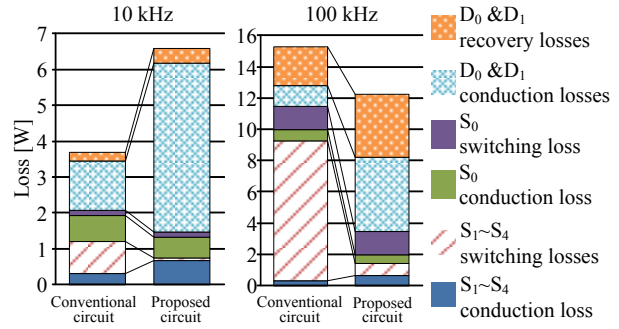 10 kHz
100 kHz
Loss [W]
7
6
5
4
3
2
1
0
Conventional circuit
Proposed circuit
16
14
12
10
8
6
4
2
0
Conventional circuit
Proposed circuit
D₀ &D₁
recovery losses
D₀ &D₁
conduction losses
S₀
switching loss
S₀
conduction loss
S₁~S₄
switching losses
S₁~S₄
conduction loss